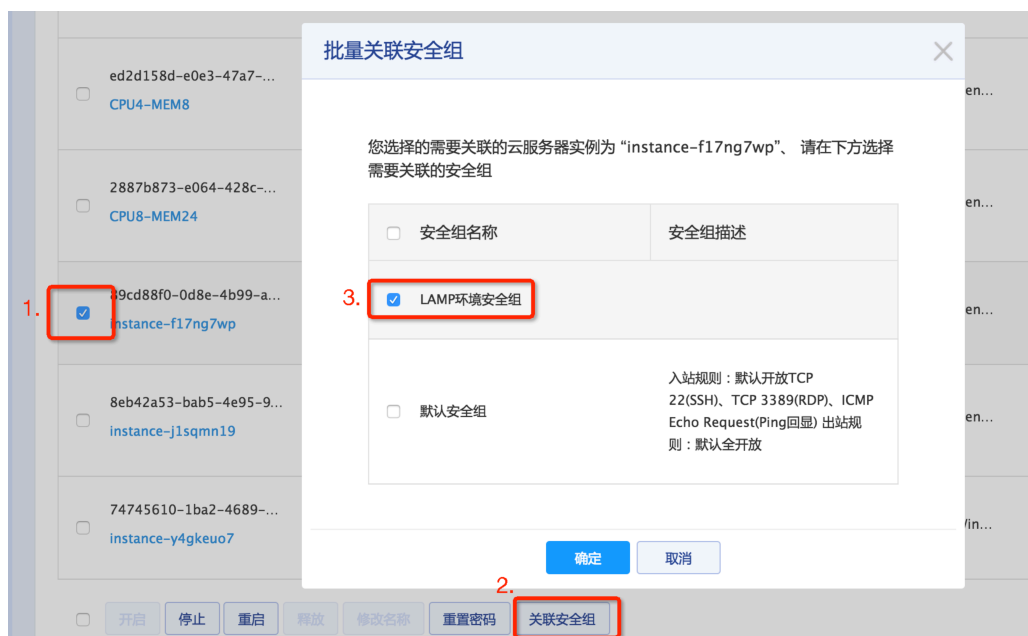 批量关联安全组
ed2d158d-e0e3-47a7-...
CPU4-MEM8
en...
您选择的需要关联的云服务器实例为 “instance-f17ng7wp”、 请在下方选择
需要关联的安全组
2887b873-e064-428c-...
CPU8-MEM24
en...
安全组名称 安全组描述
1.
89cd88f0-0d8e-4b99-a...
instance-f17ng7wp
3. LAMP环境安全组
en...
8eb42a53-bab5-4e95-9...
instance-j1sqmn19
默认安全组
入站规则：默认开放TCP
22(SSH)、TCP 3389(RDP)、ICMP
Echo Request(Ping回显) 出站规
则：默认全开放
en...
74745610-1ba2-4689-...
instance-y4gkeuo7
/in...
确定 取消
2.
开启 停止 重启 释放 修改名称 重置密码 关联安全组